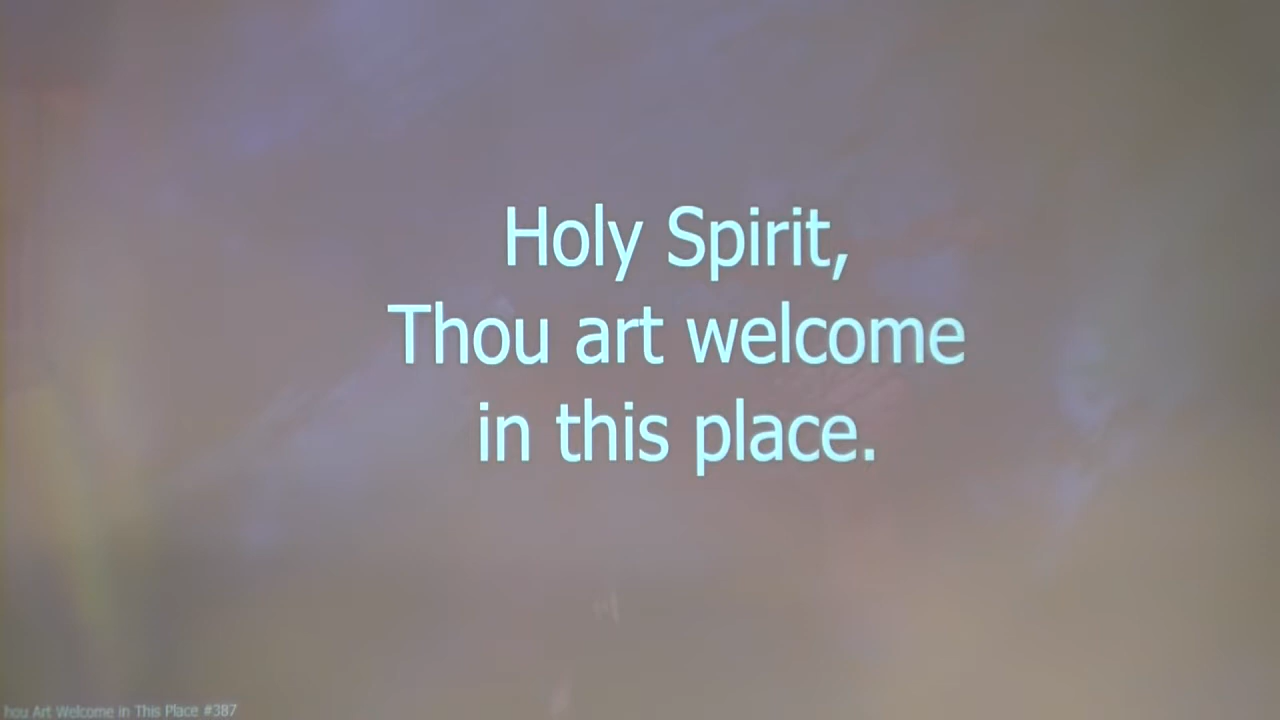 Holy Spirit,
Thou art welcome
in this place.
hou Art Welcome in This Place #387